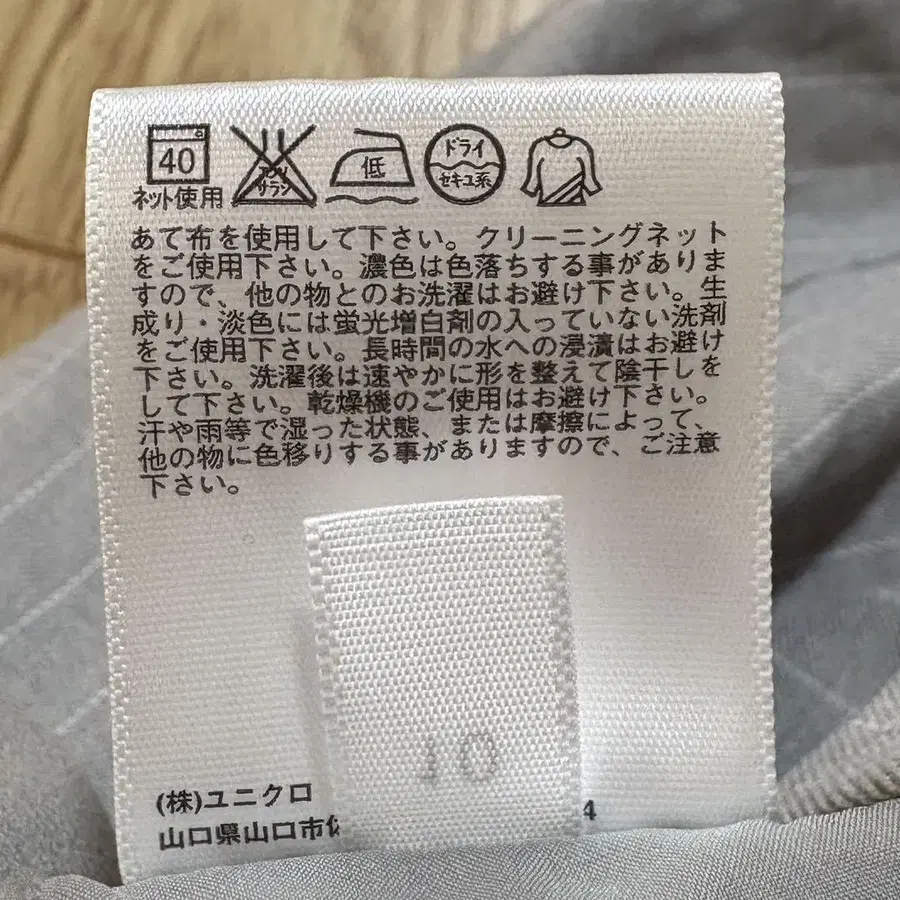 40
ネット使用
エンソ
サラシ
低
ドライ
セキユ系
あて布を使用して下さい。クリーニングネット
をご使用下さい。濃色は色落ちする事がありま
すので、他の物とのお洗濯はお避け下さい。生
成り・淡色には蛍光増白剤の入っていない洗剤
をご使用下さい。長時間の水への浸漬はお避け
下さい。洗濯後は速やかに形を整えて陰干しを
して下さい。乾燥機のご使用はお避け下さい。
汗や雨等で湿った状態、または摩擦によって、
他の物に色移りする事がありますので、ご注意
下さい。
10
(株)ユニクロ
山口県山口市佐
4